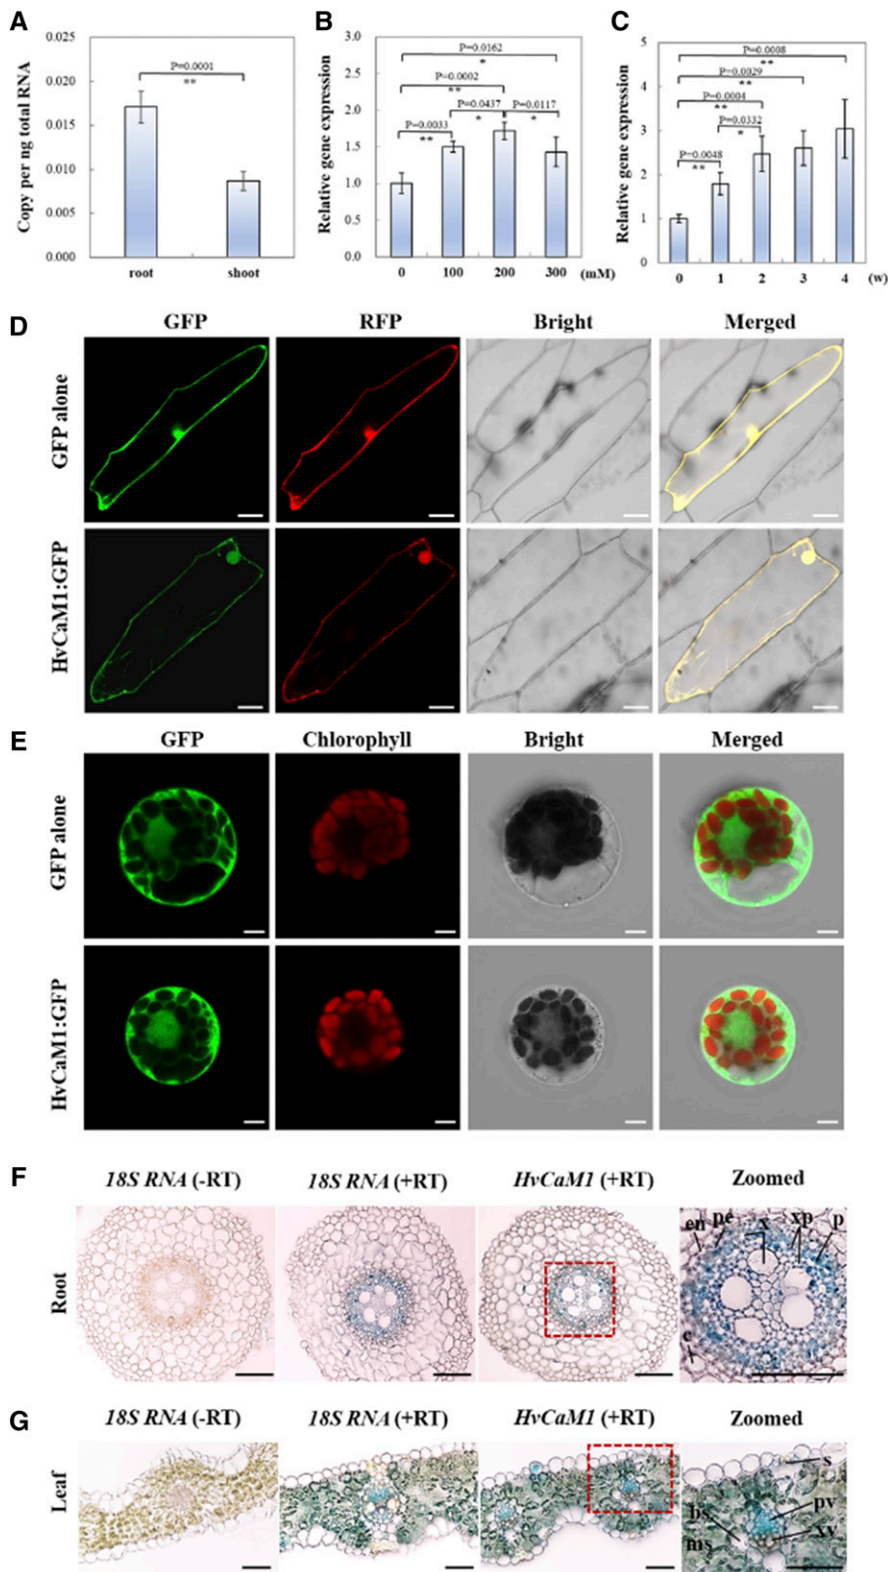 A
B
C
Copy per ng total RNA
0.025
0.020
0.015
0.010
0.005
0.000
P=0.0001
**
root
shoot
Relative gene expression
3.0
2.5
2.0
1.5
1.0
0.5
0.0
P=0.0162
*
P=0.0002
**
P=0.0437
*
P=0.0117
*
P=0.0033
**
0
100
200
300
(mM)
Relative gene expression
5
4
3
2
1
0
P=0.0008
**
P=0.0029
**
P=0.0004
**
P=0.0332
*
P=0.0048
**
0
1
2
3
4
(w)
D
GFP
RFP
Bright
Merged
GFP alone
HvCaM1:GFP
E
GFP
Chlorophyll
Bright
Merged
GFP alone
HvCaM1:GFP
F
18S RNA (-RT)
18S RNA (+RT)
HvCaM1 (+RT)
Zoomed
Root
en
pe
x
xp
p
c
G
18S RNA (-RT)
18S RNA (+RT)
HvCaM1 (+RT)
Zoomed
Leaf
s
bs
pv
ms
xv